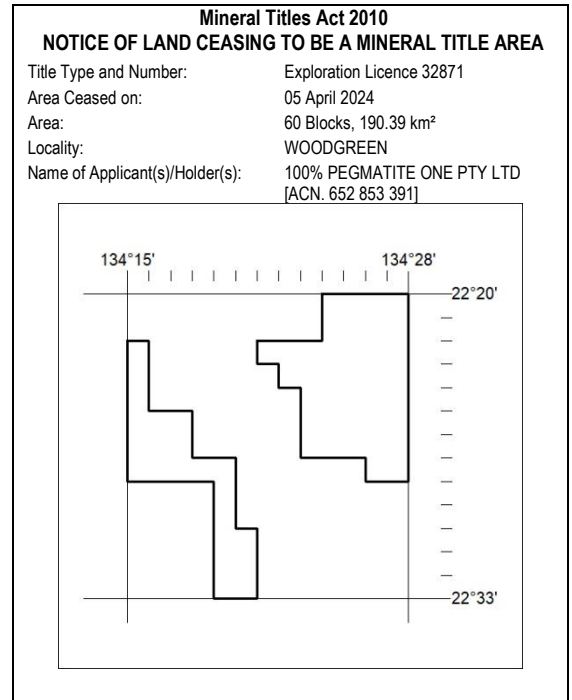 Mineral Titles Act 2010
NOTICE OF LAND CEASING TO BE A MINERAL TITLE AREA
Title Type and Number: Exploration Licence 32871
Area Ceased on: 05 April 2024
Area: 60 Blocks, 190.39 km²
Locality: WOODGREEN
Name of Applicant(s)/Holder(s): 100% PEGMATITE ONE PTY LTD
[ACN. 652 853 391]
134°15' 134°28'
22°20'
22°33'